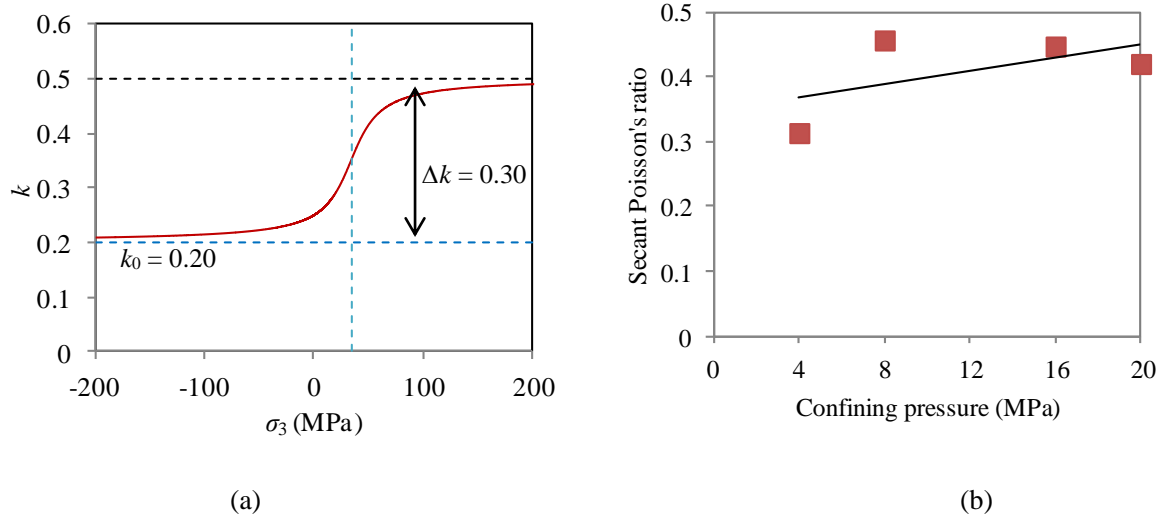 0.6
0.5
0.4
0.3
0.2
0.1
0
k
Δk = 0.30
k0 = 0.20
-200 -100 0 100 200
σ3 (MPa)
(a)
0.5
0.4
0.3
0.2
0.1
0
Secant Poisson's ratio
0 4 8 12 16 20
Confining pressure (MPa)
(b)